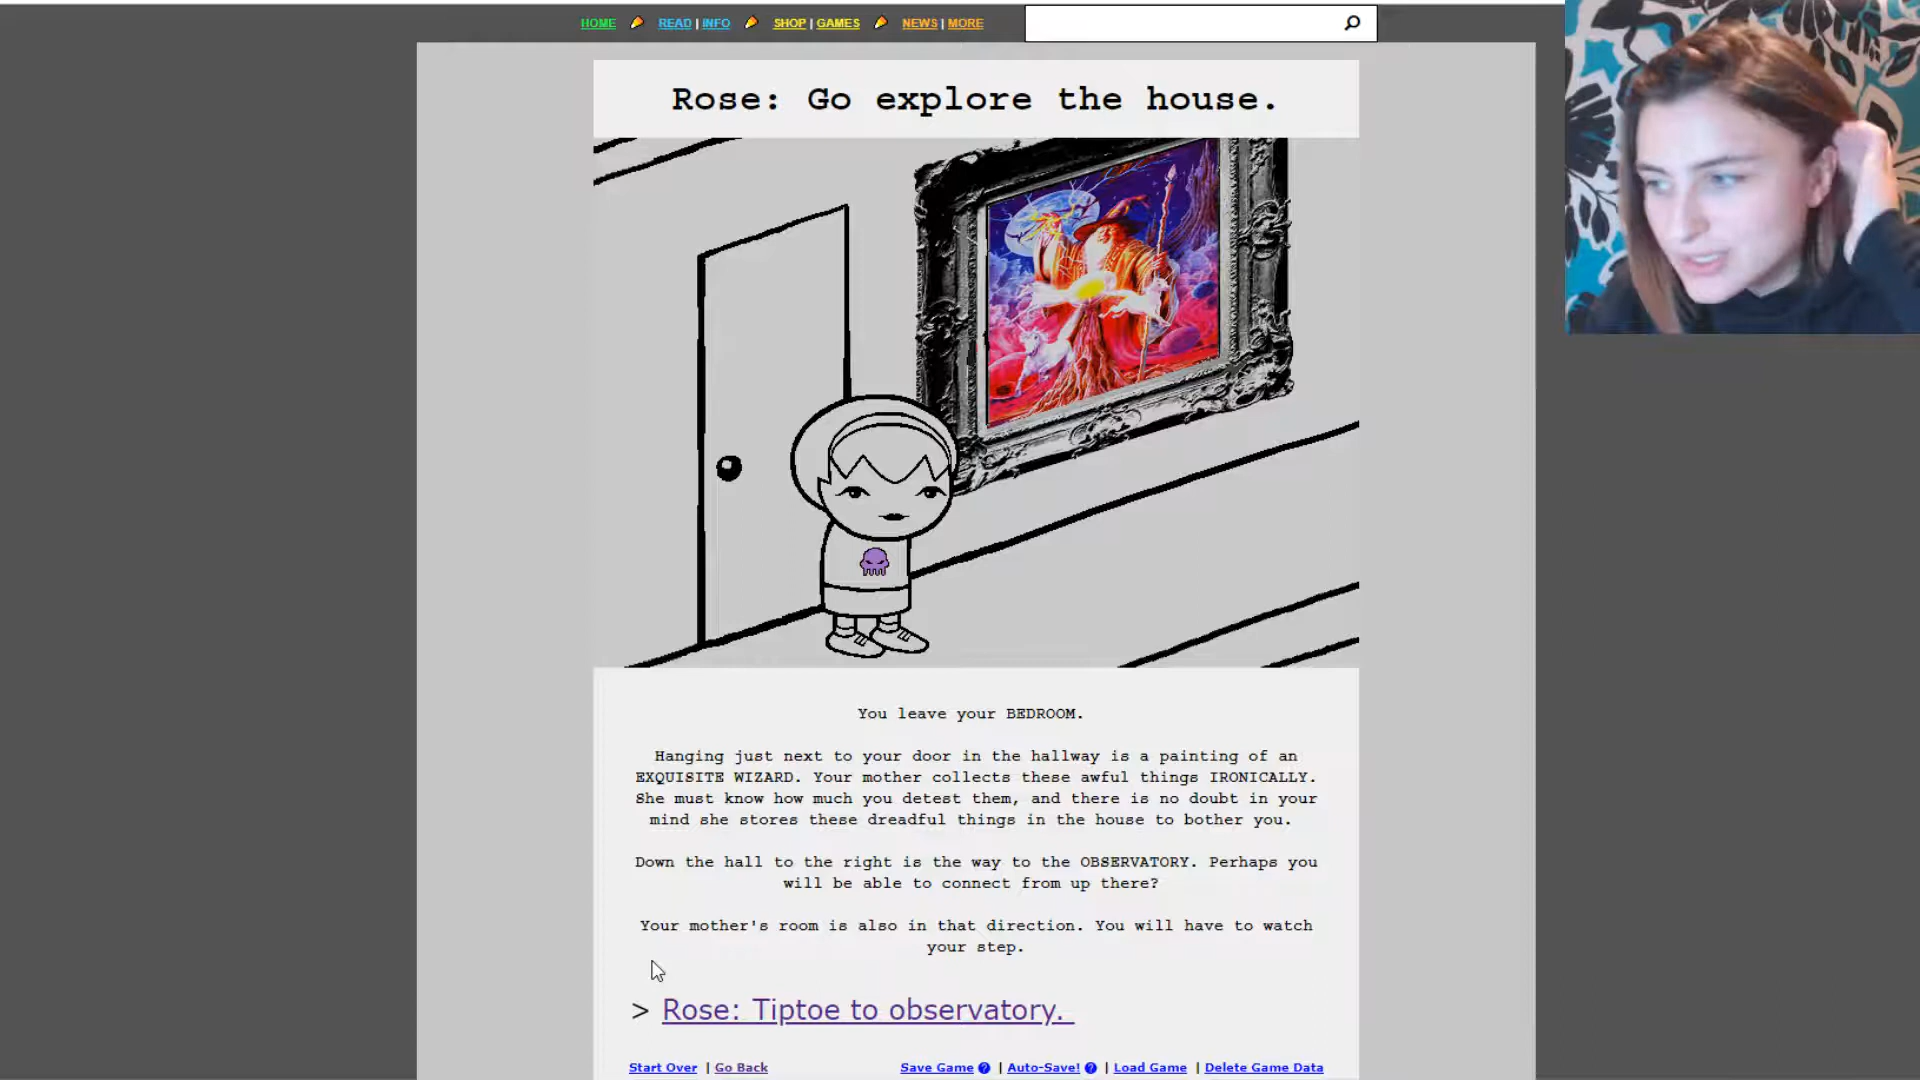 HOME READ | INFO SHOP | GAMES NEWS | MORE
Rose: Go explore the house.
You leave your BEDROOM.
Hanging just next to your door in the hallway is a painting of an
EXQUISITE WIZARD. Your mother collects these awful things IRONICALLY.
She must know how much you detest them, and there is no doubt in your
mind she stores these dreadful things in the house to bother you.
Down the hall to the right is the way to the OBSERVATORY. Perhaps you
will be able to connect from up there?
Your mother's room is also in that direction. You will have to watch
your step.
> Rose: Tiptoe to observatory.
Start Over | Go Back Save Game ? | Auto-Save! ? | Load Game | Delete Game Data